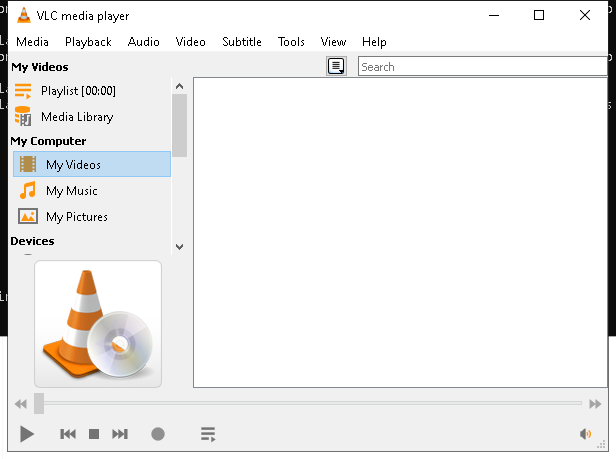 VLC media player
Media Playback Audio Video Subtitle Tools View Help
My Videos
Search
Playlist [00:00]
Media Library
My Computer
My Videos
My Music
My Pictures
Devices